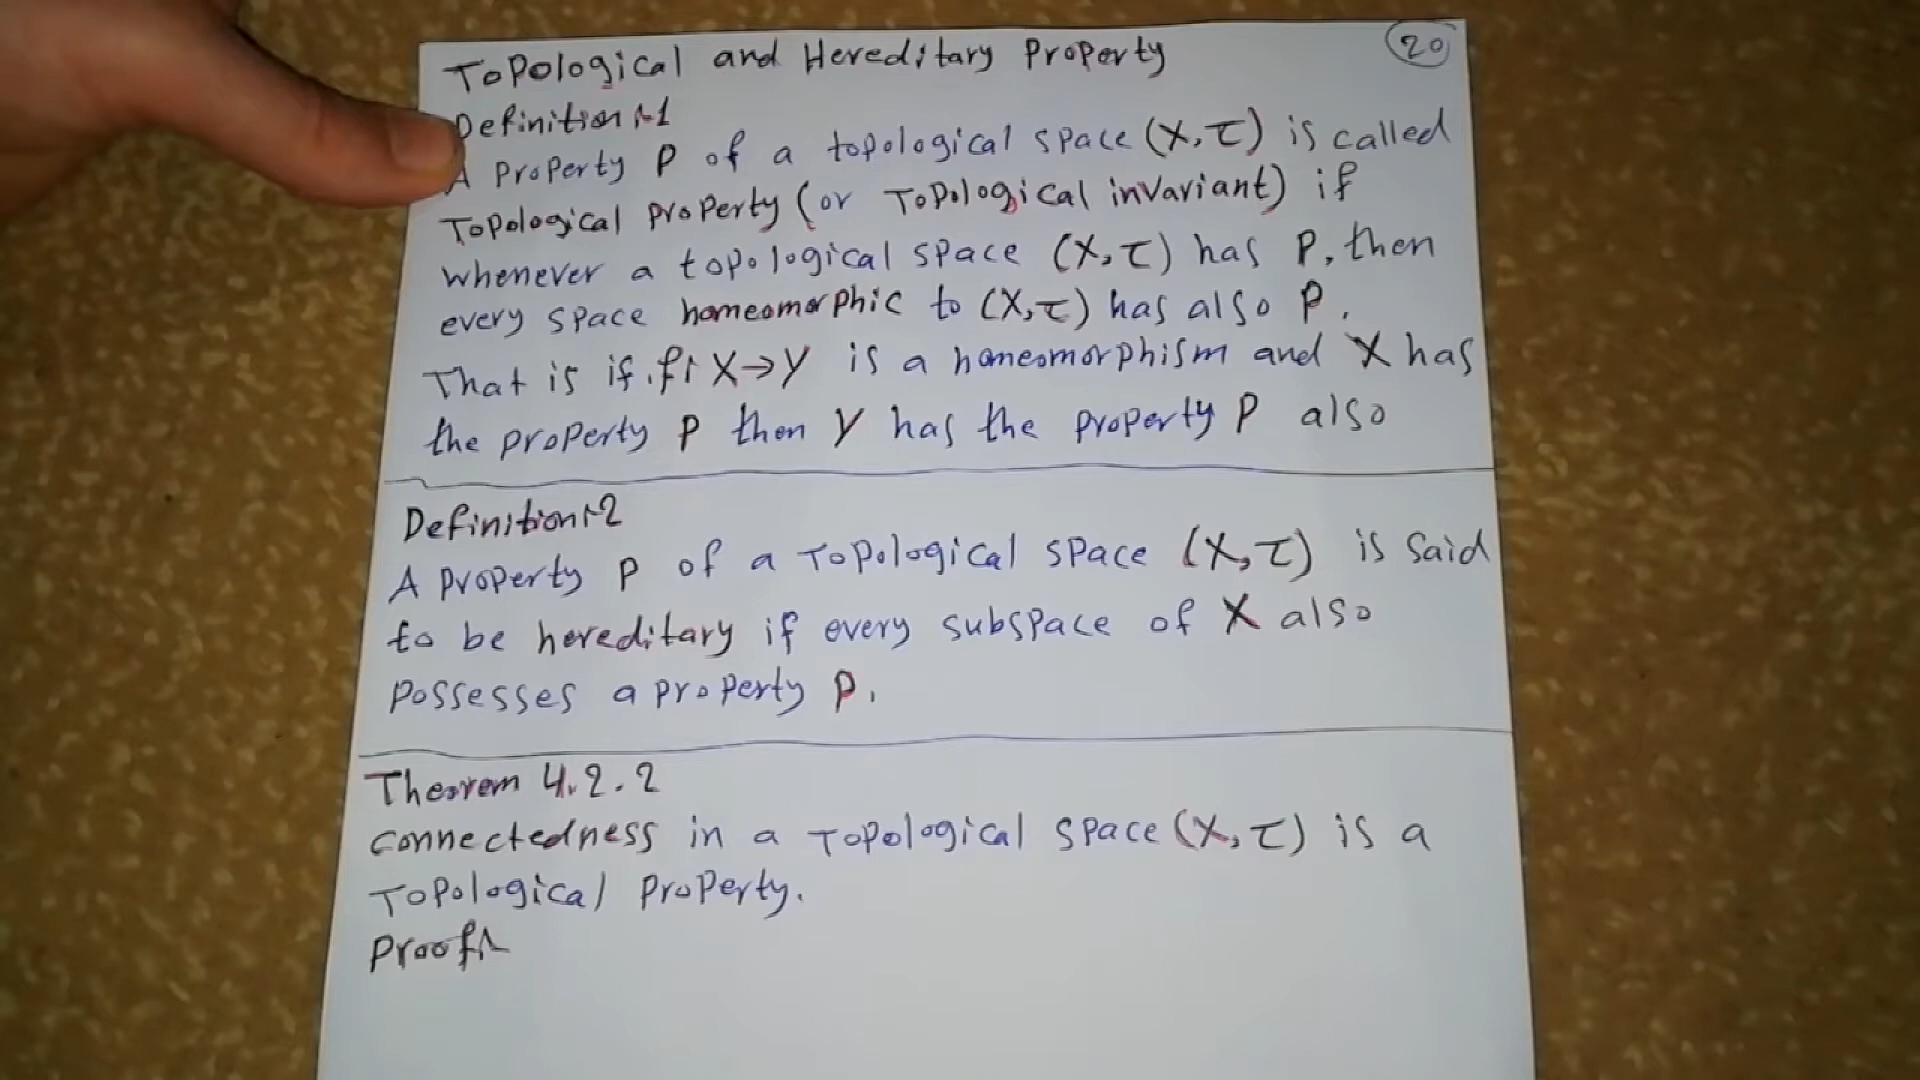 Topological and Hereditary Property
20
Definition:-1
A property P of a topological space (X,τ) is called
Topological property (or Topological invariant) if
whenever a topological space (X,τ) has P, then
every space homeomorphic to (X,τ) has also P.
That is if f: X→Y is a homeomorphism and X has
the property P then Y has the property P also
Definition:-2
A property P of a Topological space (X,τ) is said
to be hereditary if every subspace of X also
possesses a property P.
Theorem 4.2.2
connectedness in a Topological space (X,τ) is a
Topological Property.
Proof:-